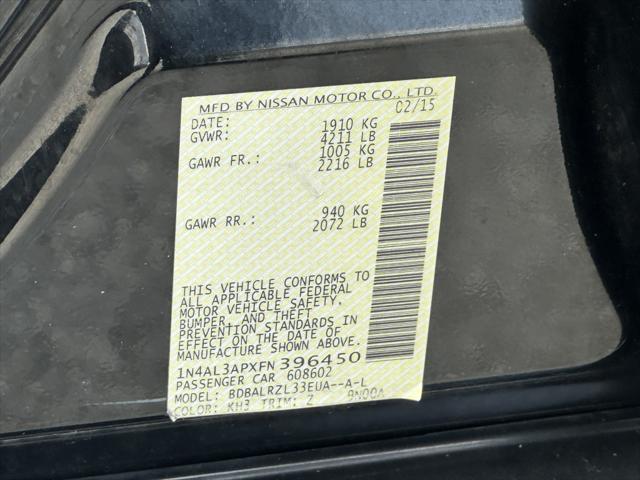 MFD BY NISSAN MOTOR CO., LTD.
DATE: 02/15
GVWR: 1910 KG
4211 LB
GAWR FR.: 1005 KG
2216 LB
GAWR RR.: 940 KG
2072 LB
THIS VEHICLE CONFORMS TO
ALL APPLICABLE FEDERAL
MOTOR VEHICLE SAFETY,
BUMPER, AND THEFT
PREVENTION STANDARDS IN
EFFECT ON THE DATE OF
MANUFACTURE SHOWN ABOVE.
1N4AL3APXFN396450
PASSENGER CAR 608602
MODEL: BDBALRZL33EUA--A-L
COLOR: KH3 TRIM: Z 9N00A